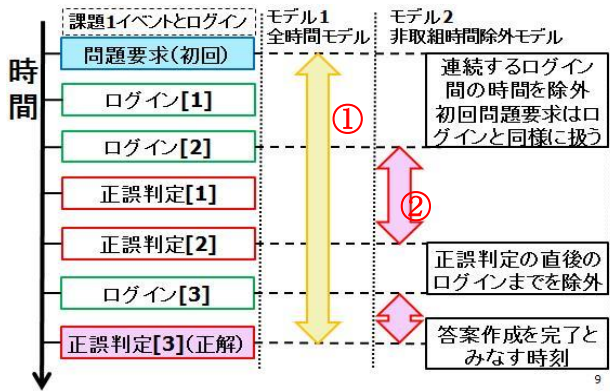 課題1イベントとログイン
モデル1
全時間モデル
モデル2
非取組時間除外モデル
時間
問題要求(初回)
ログイン[1]
ログイン[2]
正誤判定[1]
正誤判定[2]
ログイン[3]
正誤判定[3](正解)
①
②
連続するログイン
間の時間を除外
初回問題要求はロ
グインと同様に扱う
正誤判定の直後の
ログインまでを除外
答案作成を完了と
みなす時刻
9